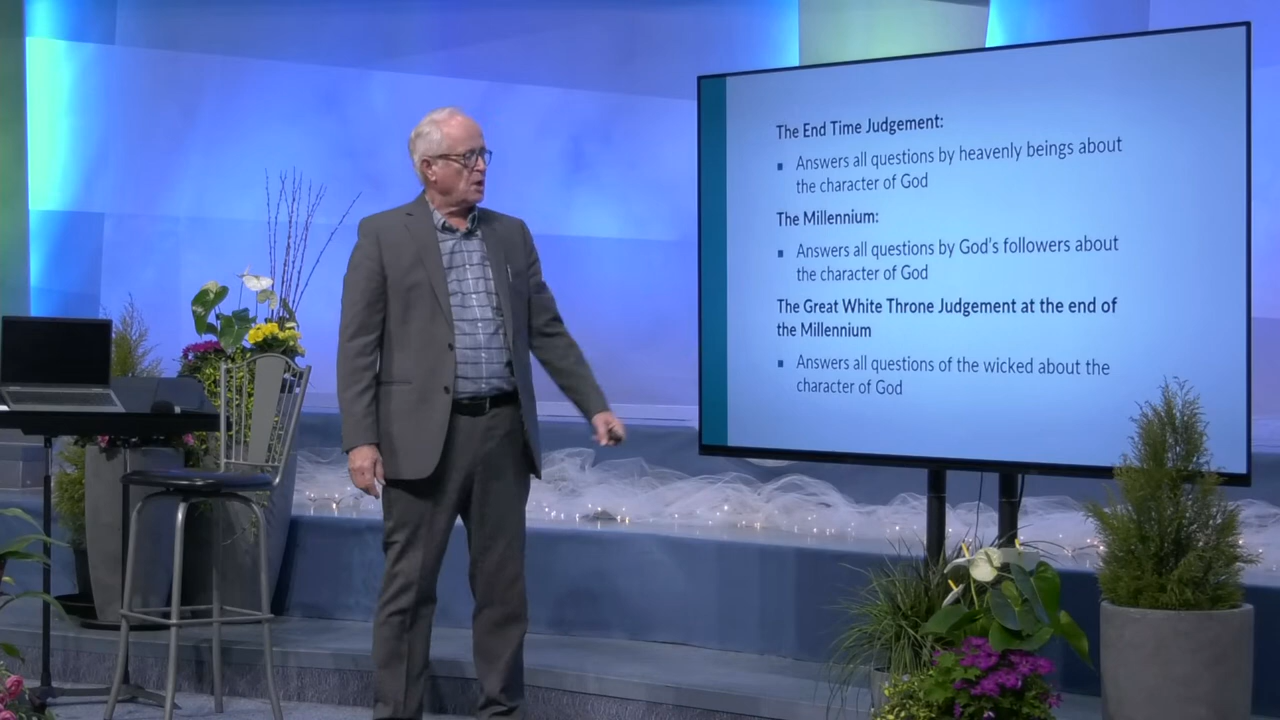 The End Time Judgement:
▪ Answers all questions by heavenly beings about
the character of God
The Millennium:
▪ Answers all questions by God's followers about
the character of God
The Great White Throne Judgement at the end of
the Millennium
▪ Answers all questions of the wicked about the
character of God